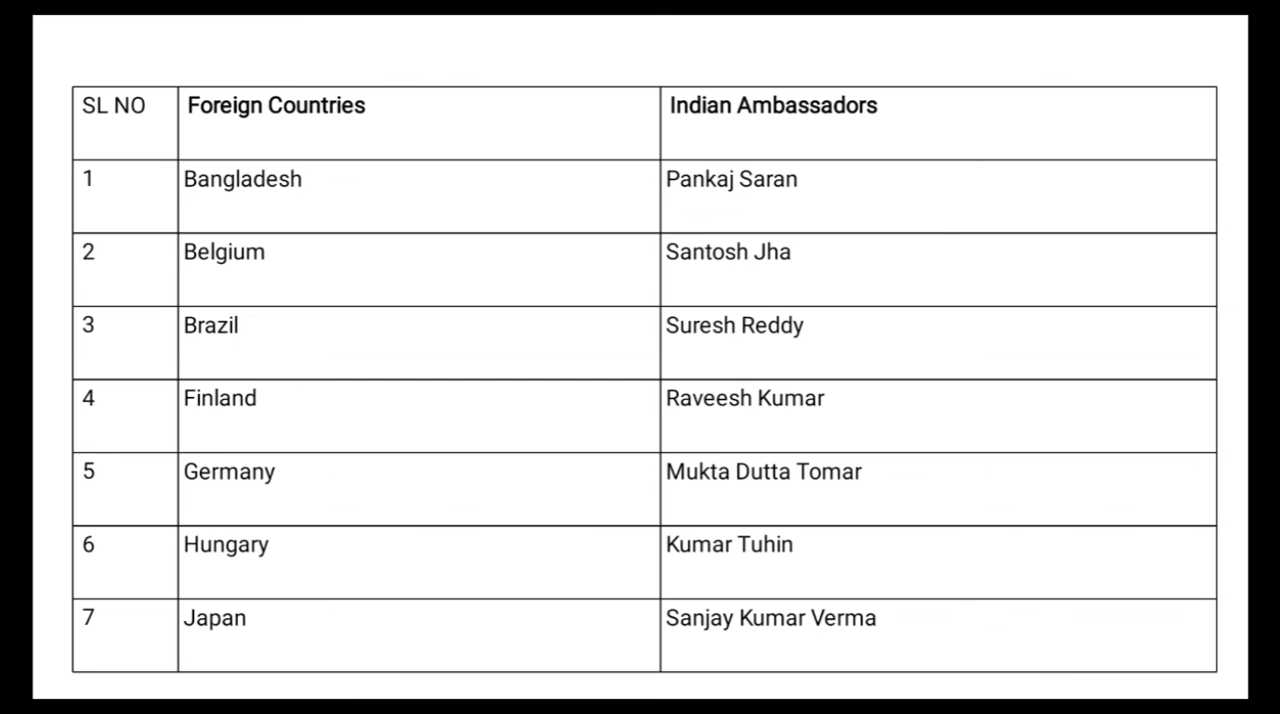 SL NO Foreign Countries Indian Ambassadors
1 Bangladesh Pankaj Saran
2 Belgium Santosh Jha
3 Brazil Suresh Reddy
4 Finland Raveesh Kumar
5 Germany Mukta Dutta Tomar
6 Hungary Kumar Tuhin
7 Japan Sanjay Kumar Verma